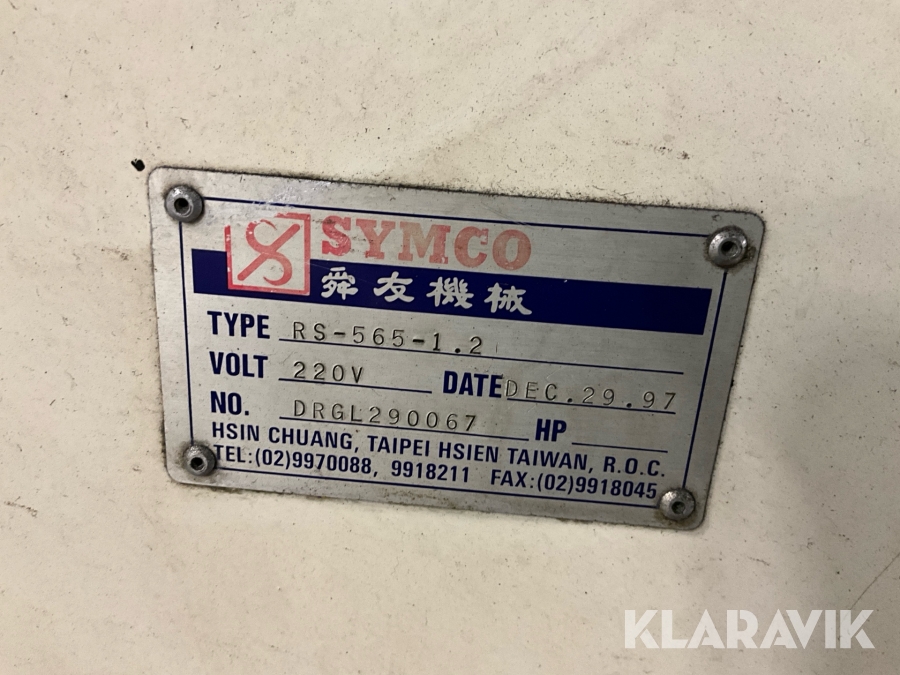 SYMCO
舜友機械
TYPE RS-565-1.2
VOLT 220V DATE DEC.29.97
NO. DRGL290067 HP
HSIN CHUANG, TAIPEI HSIEN TAIWAN, R.O.C.
TEL:(02)9970088, 9918211 FAX:(02)9918045
KLARAVIK